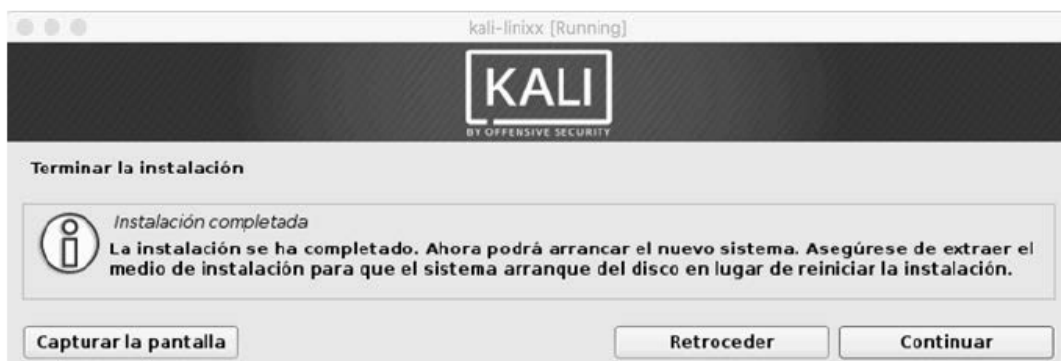 kali-linixx [Running]
KALI
BY OFFENSIVE SECURITY
Terminar la instalación
Instalación completada
La instalación se ha completado. Ahora podrá arrancar el nuevo sistema. Asegúrese de extraer el
medio de instalación para que el sistema arranque del disco en lugar de reiniciar la instalación.
Capturar la pantalla
Retroceder
Continuar